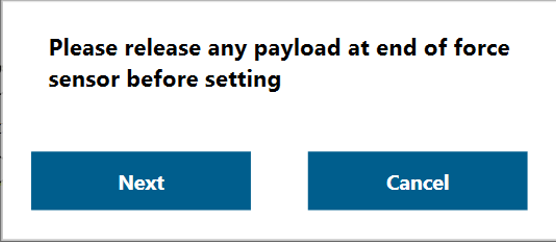 Please release any payload at end of force
sensor before setting
Next
Cancel